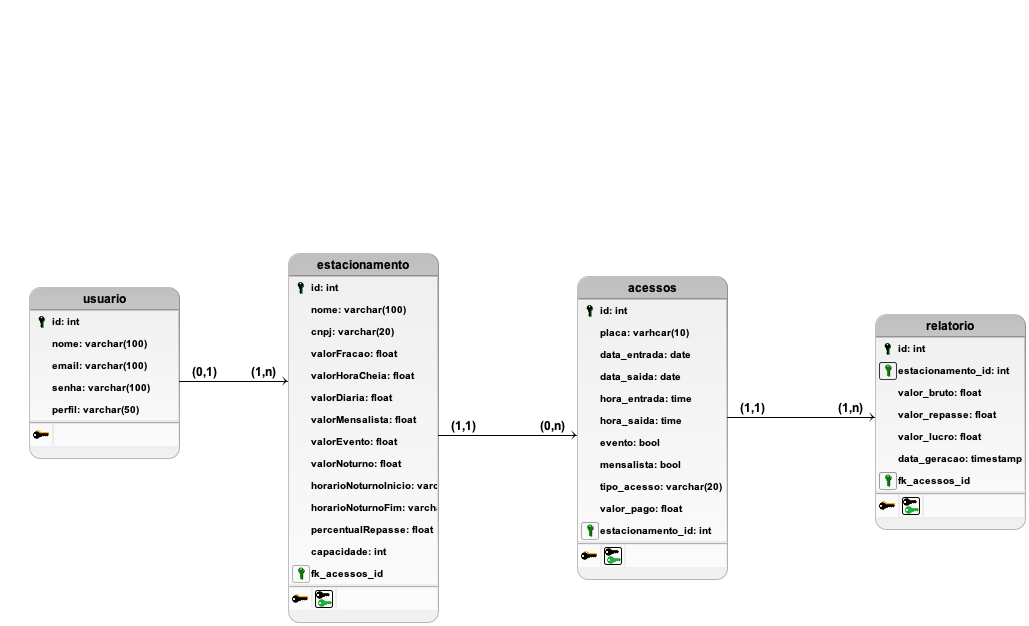 usuario
id: int
nome: varchar(100)
email: varchar(100)
senha: varchar(100)
perfil: varchar(50)
(0,1)
(1,n)
estacionamento
id: int
nome: varchar(100)
cnpj: varchar(20)
valorFracao: float
valorHoraCheia: float
valorDiaria: float
valorMensalista: float
valorEvento: float
valorNoturno: float
horarioNoturnoInicio: varc
horarioNoturnoFim: varch
percentualRepasse: float
capacidade: int
fk_acessos_id
(1,1)
(0,n)
acessos
id: int
placa: varhcar(10)
data_entrada: date
data_saida: date
hora_entrada: time
hora_saida: time
evento: bool
mensalista: bool
tipo_acesso: varchar(20)
valor_pago: float
estacionamento_id: int
(1,1)
(1,n)
relatorio
id: int
estacionamento_id: int
valor_bruto: float
valor_repasse: float
valor_lucro: float
data_geracao: timestamp
fk_acessos_id